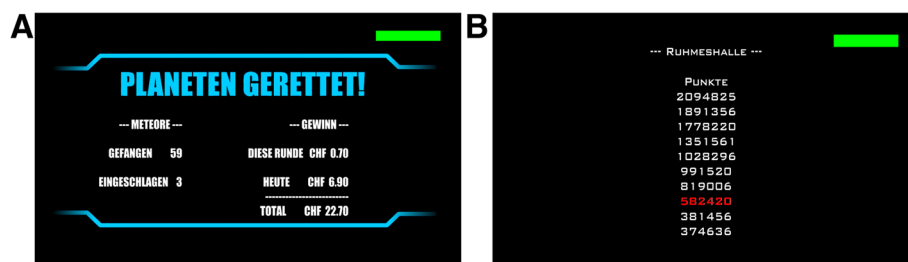 A
PLANETEN GERETTET!
--- METEORE ---
--- GEWINN ---
GEFANGEN 59
DIESE RUNDE CHF 0.70
EINGESCHLAGEN 3
HEUTE CHF 6.90
------------------------
TOTAL CHF 22.70
B
--- RUHMESHALLE ---
PUNKTE
2094825
1891356
1778220
1351561
1028296
991520
819006
582420
381456
374636